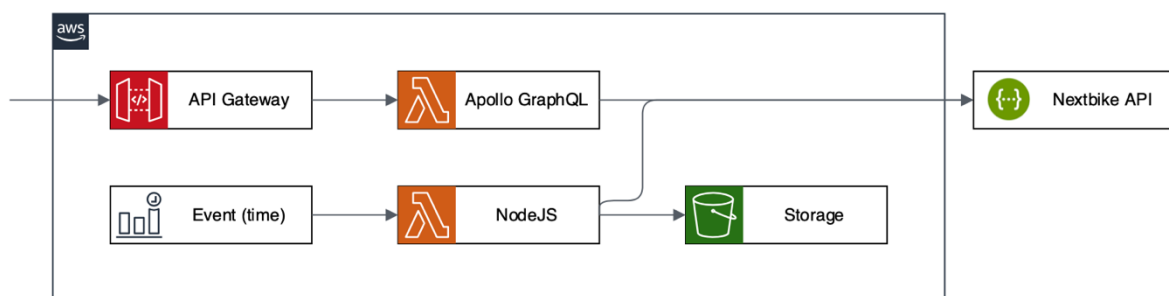 aws
API Gateway
Apollo GraphQL
Nextbike API
Event (time)
NodeJS
Storage